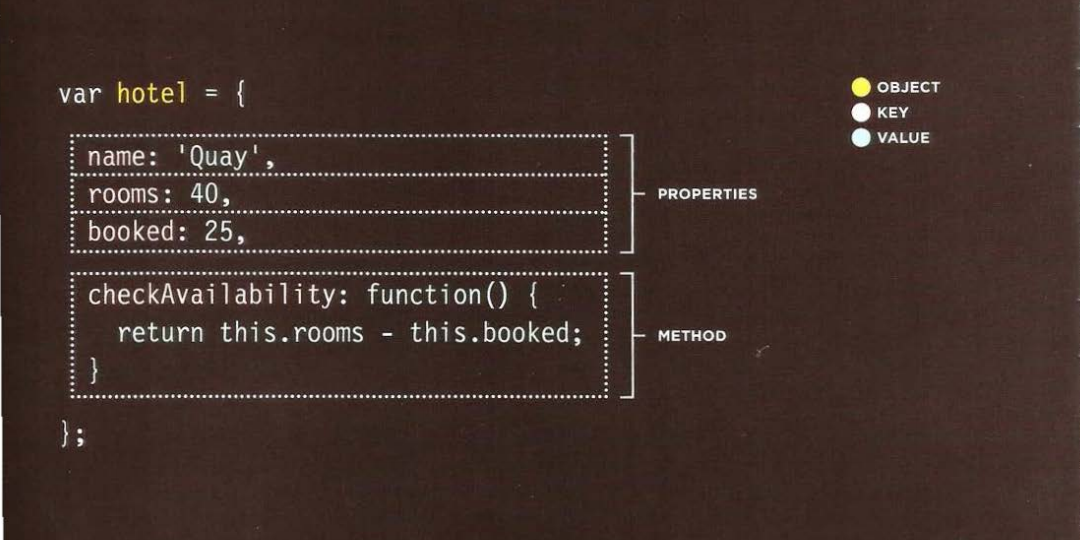 var hotel = {
name: 'Quay',
rooms: 40,
booked: 25,
checkAvailability: function() {
return this.rooms - this.booked;
}
};
OBJECT
KEY
VALUE
PROPERTIES
METHOD